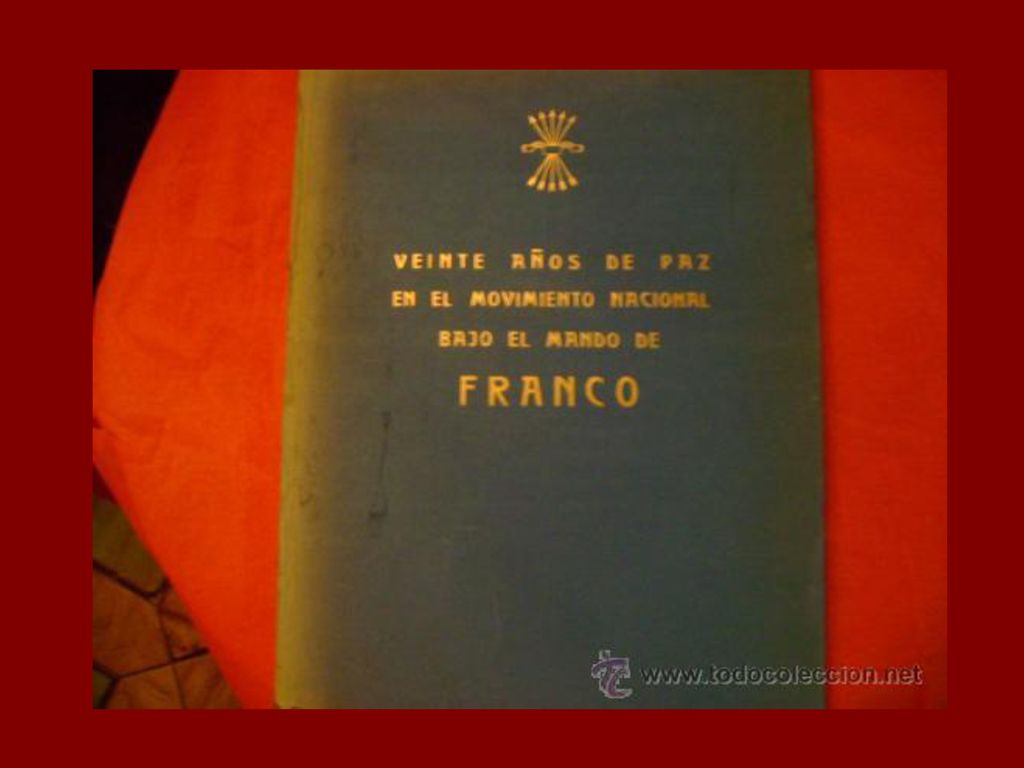 VEINTE AÑOS DE PAZ
EN EL MOVIMIENTO NACIONAL
BAJO EL MANDO DE
FRANCO
www.todocoleccion.net